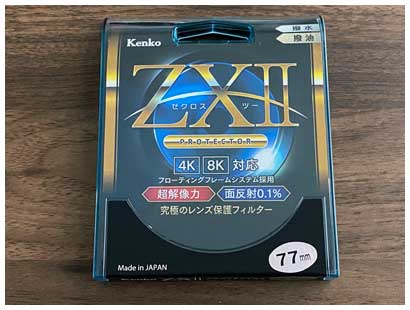 Kenko
撥水
撥油
ZXII
ゼクロス ツー
PROTECTOR
4K 8K 対応
フローティングフレームシステム採用
超解像力 面反射0.1%
究極のレンズ保護フィルター
77mm
Made in JAPAN